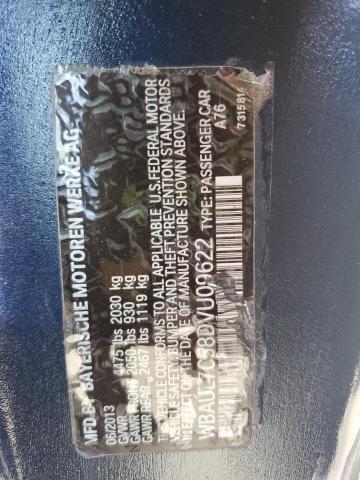 MFD BY BAYERISCHE MOTOREN WERKE AG
06/2013
GVWR 4475 lbs 2030 kg
GAWR FRONT 2050 lbs 930 kg
GAWR REAR 2467 lbs 1119 kg
THIS VEHICLE CONFORMS TO ALL APPLICABLE U.S. FEDERAL MOTOR
VEHICLE SAFETY, BUMPER AND THEFT PREVENTION STANDARDS
IN EFFECT ON THE DATE OF MANUFACTURE SHOWN ABOVE.
TYPE: PASSENGER CAR
A76